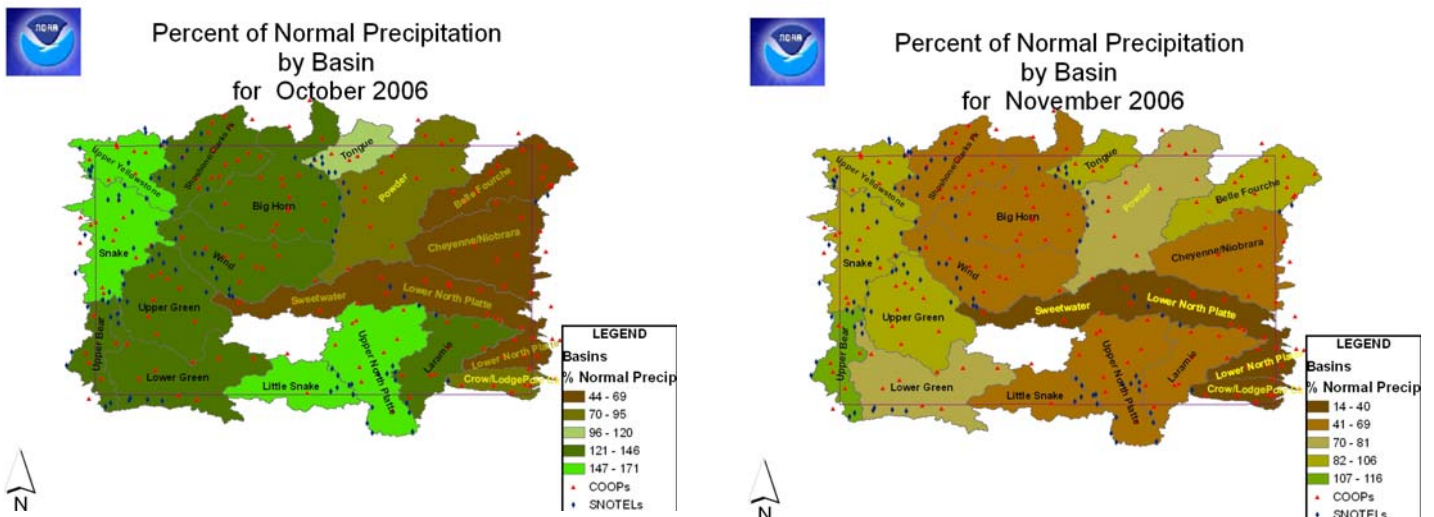 NOAA
Percent of Normal Precipitation
by Basin
for October 2006
Upper Yellowstone
Shoshone/Clarks Fk
Tongue
Powder
Belle Fourche
Big Horn
Cheyenne/Niobrara
Snake
Wind
Sweetwater
Lower North Platte
Upper Green
Upper Bear
Lower Green
Little Snake
Upper North Platte
Laramie
Lower North Platte
Crow/Lodge
LEGEND
Basins
% Normal Precip
44 - 69
70 - 95
96 - 120
121 - 146
147 - 171
COOPs
SNOTELs
N
NOAA
Percent of Normal Precipitation
by Basin
for November 2006
Upper Yellowstone
Shoshone/Clarks Fk
Tongue
Powder
Belle Fourche
Big Horn
Cheyenne/Niobrara
Snake
Wind
Sweetwater
Lower North Platte
Upper Green
Upper Bear
Lower Green
Little Snake
Upper North Platte
Laramie
Lower North Platte
Crow/Lodge
LEGEND
Basins
% Normal Precip
14 - 40
41 - 69
70 - 81
82 - 106
107 - 116
COOPs
SNOTELs
N